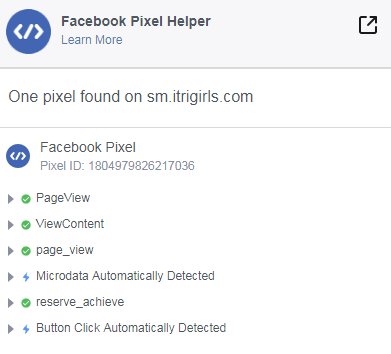 Facebook Pixel Helper
Learn More
One pixel found on sm.itrigirls.com
Facebook Pixel
Pixel ID: 1804979826217036
PageView
ViewContent
page_view
Microdata Automatically Detected
reserve_achieve
Button Click Automatically Detected